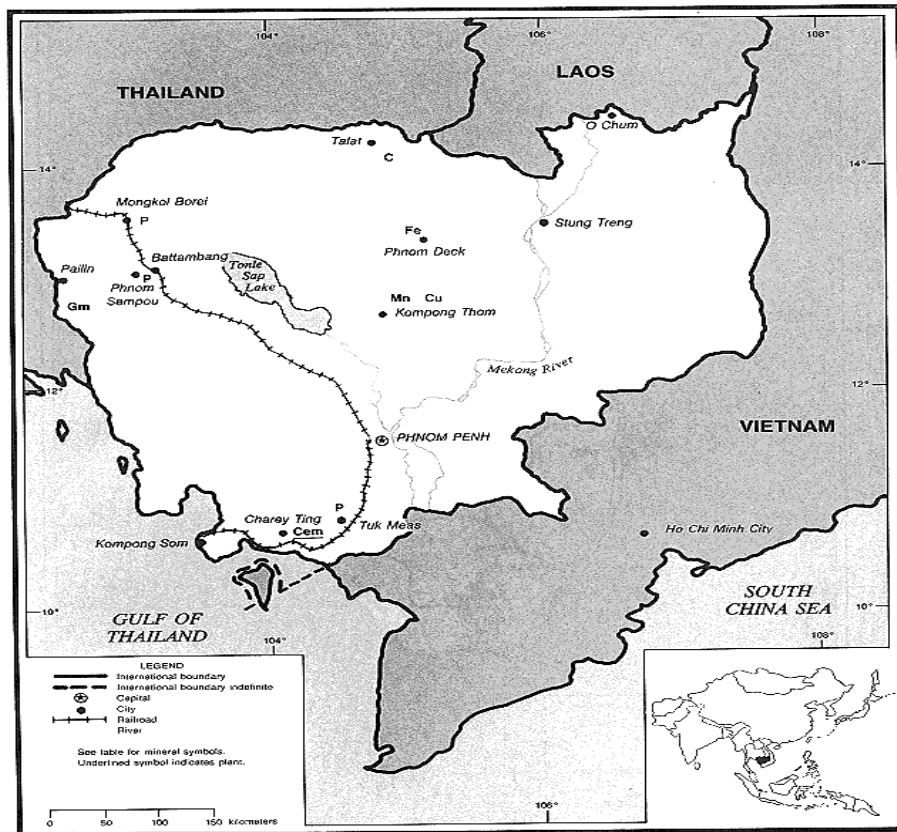 104°
106°
108°
LAOS
THAILAND
O Chum
Talat
C
14°
14°
Mongkol Borei
P
Stung Treng
Fe
Phnom Deck
Battambang
Pailin
P
Phnom
Sampou
Tonle
Sap
Lake
Gm
Mn Cu
Kompong Thom
Mekong River
12°
12°
VIETNAM
PHNOM PENH
P
Charey Ting
Cem
Tuk Meas
Kompong Som
Ho Chi Minh City
SOUTH
CHINA SEA
10°
10°
GULF OF
THAILAND
104°
108°
LEGEND
International boundary
International boundary indefinite
Capital
City
Railroad
River
See table for mineral symbols.
Underlined symbol indicates plant.
0 50 100 150 kilometers
106°